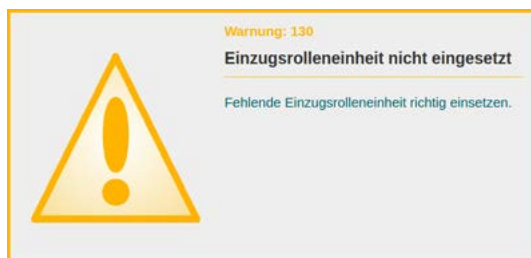 Warnung: 130
Einzugsrolleneinheit nicht eingesetzt
Fehlende Einzugsrolleneinheit richtig einsetzen.